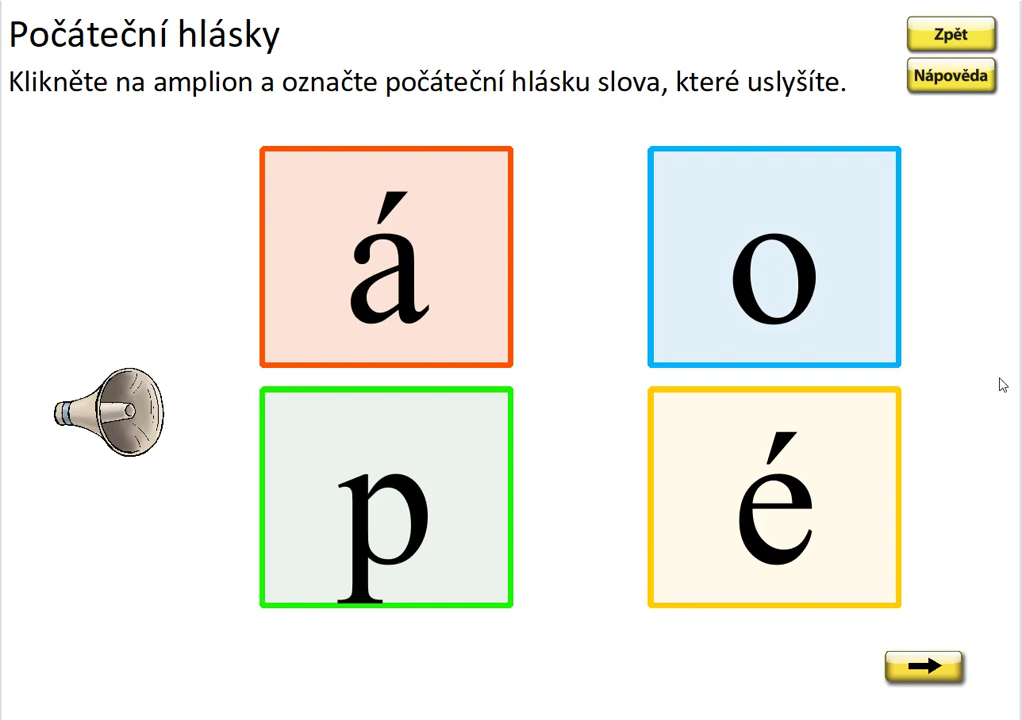 Počáteční hlásky
Zpět
Klikněte na amplion a označte počáteční hlásku slova, které uslyšíte.
Nápověda
á
o
p
é